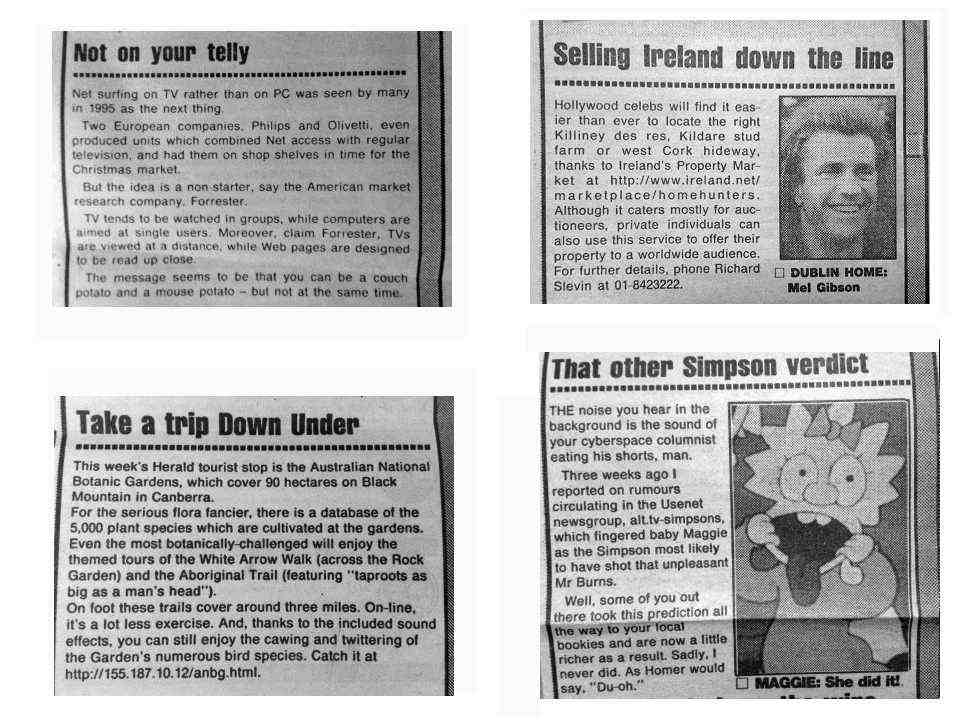 Not on your telly
Net surfing on TV rather than on PC was seen by many
in 1995 as the next thing.
Two European companies, Philips and Olivetti, even
produced units which combined Net access with regular
television, and had them on shop shelves in time for the
Christmas market.
But the idea is a non-starter, say the American market
research company, Forrester.
TV tends to be watched in groups, while computers are
aimed at single users. Moreover, claim Forrester, TVs
are viewed at a distance, while Web pages are designed
to be read up close.
The message seems to be that you can be a couch
potato and a mouse potato – but not at the same time.
Selling Ireland down the line
Hollywood celebs will find it eas-
ier than ever to locate the right
Killiney des res, Kildare stud
farm or west Cork hideway,
thanks to Ireland's Property Mar-
ket at http://www.ireland.net/
marketplace/homehunters.
Although it caters mostly for auc-
tioneers, private individuals can
also use this service to offer their
property to a worldwide audience.
For further details, phone Richard
Slevin at 01-8423222.
DUBLIN HOME:
Mel Gibson
Take a trip Down Under
This week's Herald tourist stop is the Australian National
Botanic Gardens, which cover 90 hectares on Black
Mountain in Canberra.
For the serious flora fancier, there is a database of the
5,000 plant species which are cultivated at the gardens.
Even the most botanically-challenged will enjoy the
themed tours of the White Arrow Walk (across the Rock
Garden) and the Aboriginal Trail (featuring "taproots as
big as a man's head").
On foot these trails cover around three miles. On-line,
it's a lot less exercise. And, thanks to the included sound
effects, you can still enjoy the cawing and twittering of
the Garden's numerous bird species. Catch it at
http://155.187.10.12/anbg.html.
That other Simpson verdict
THE noise you hear in the
background is the sound of
your cyberspace columnist
eating his shorts, man.
Three weeks ago I
reported on rumours
circulating in the Usenet
newsgroup, alt.tv-simpsons,
which fingered baby Maggie
as the Simpson most likely
to have shot that unpleasant
Mr Burns.
Well, some of you out
there took this prediction all
the way to your local
bookies and are now a little
richer as a result. Sadly, I
never did. As Homer would
say, "Du-oh."
MAGGIE: She did it!